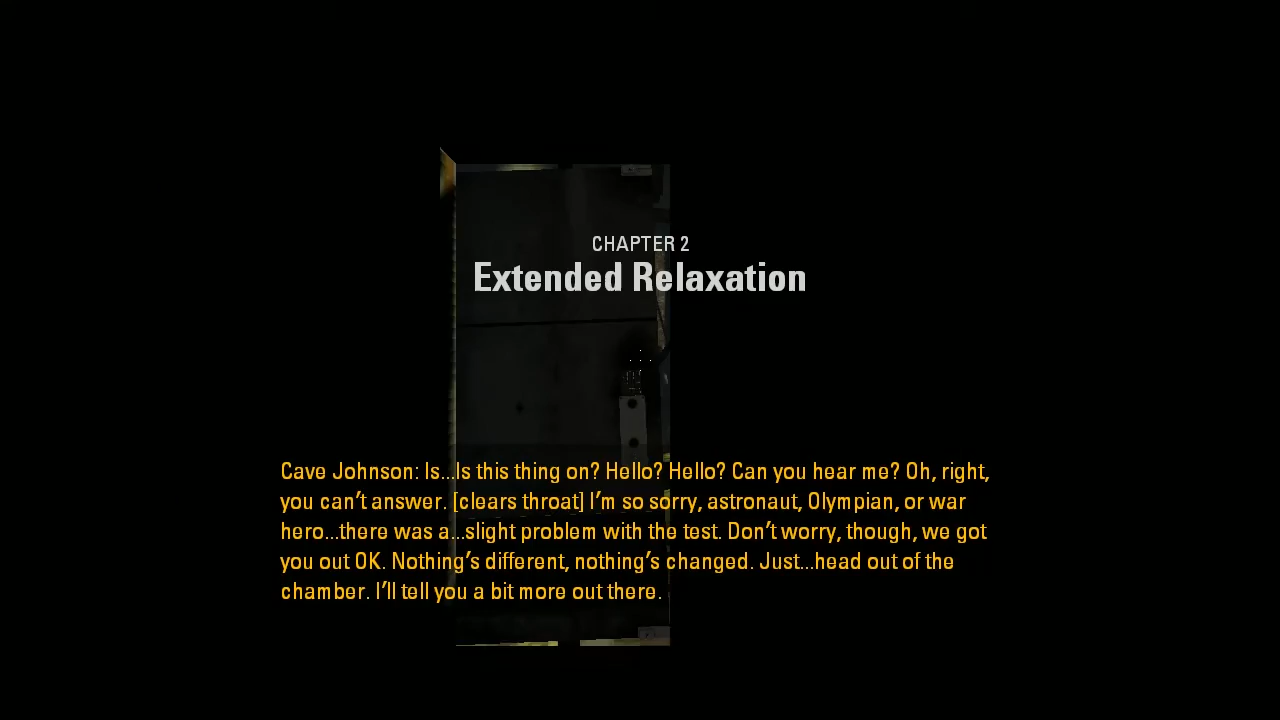 CHAPTER 2
Extended Relaxation
Cave Johnson: Is...Is this thing on? Hello? Hello? Can you hear me? Oh, right,
you can't answer. [clears throat] I'm so sorry, astronaut, Olympian, or war
hero...there was a...slight problem with the test. Don't worry, though, we got
you out OK. Nothing's different, nothing's changed. Just...head out of the
chamber. I'll tell you a bit more out there.